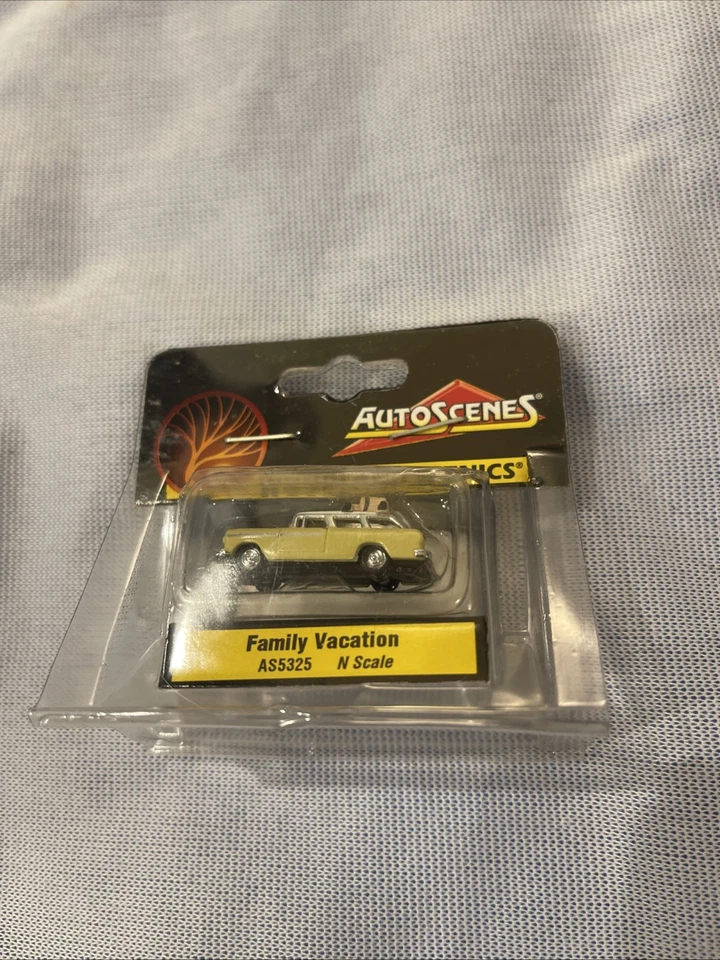 AUTOSCENES®
Family Vacation
AS5325 N Scale